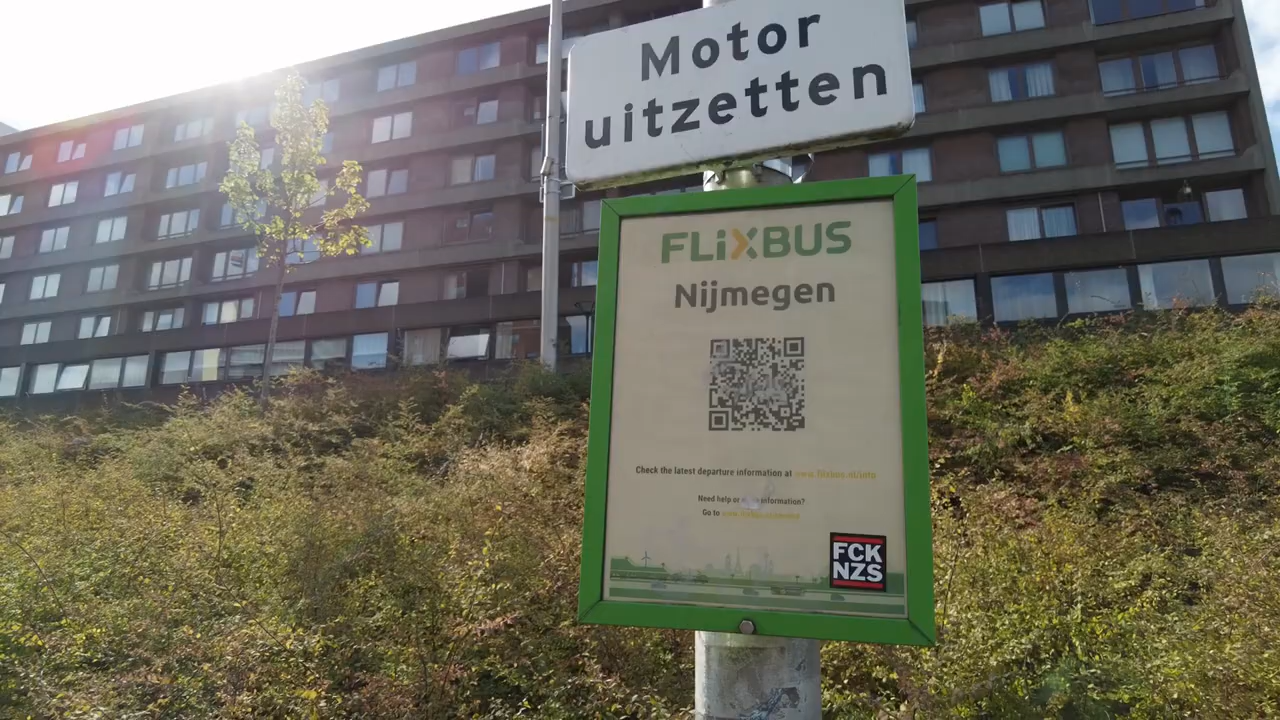 Motor
uitzetten
FLiXBUS
Nijmegen
Check the latest departure information at www.flixbus.nl/info
Need help or information?
Go to
FCK
NZS